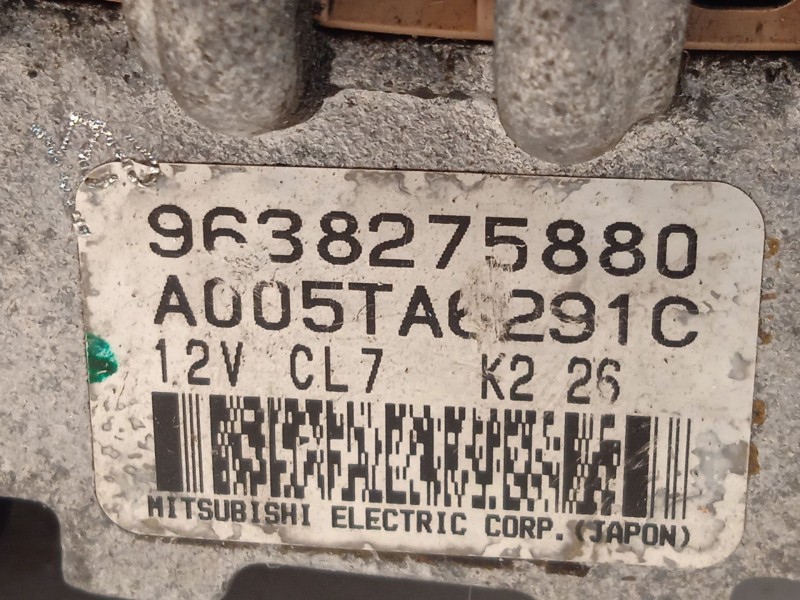 9638275880
A005TA6291C
12V CL7 K2 26
MITSUBISHI ELECTRIC CORP. (JAPON)